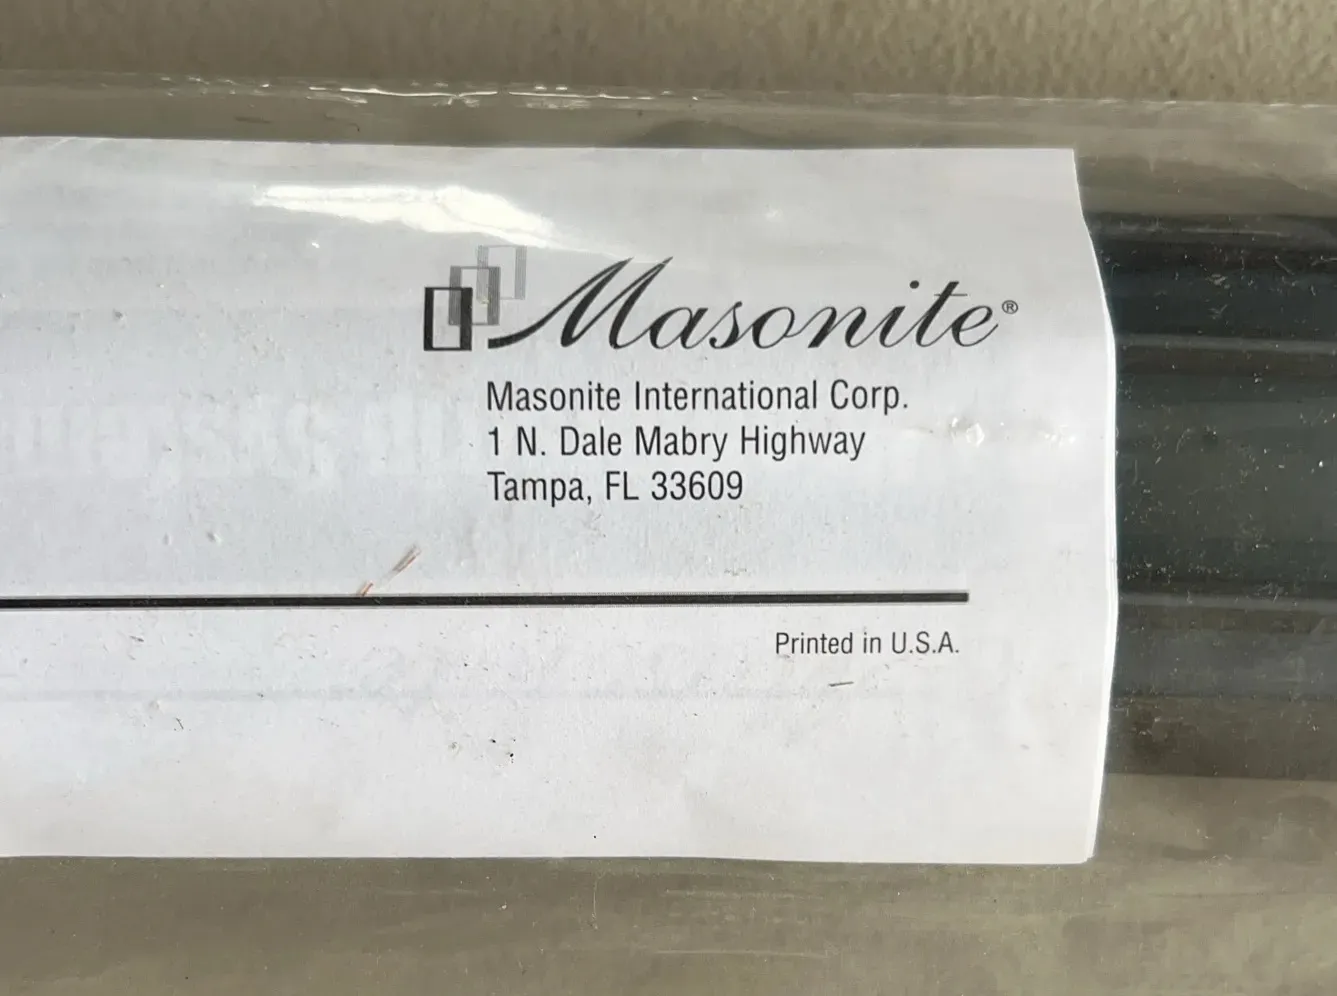 Masonite®
Masonite International Corp.
1 N. Dale Mabry Highway
Tampa, FL 33609
Printed in U.S.A.